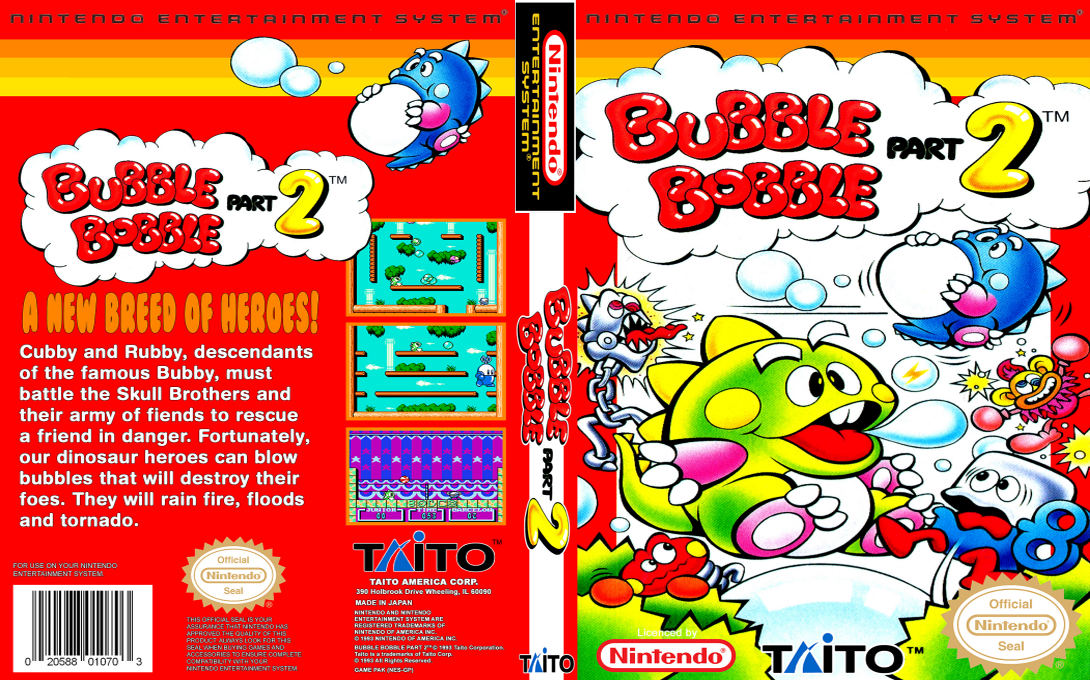 NINTENDO ENTERTAINMENT SYSTEM®
BUBBLE
BOBBLE
PART 2™
A NEW BREED OF HEROES!
Cubby and Rubby, descendants
of the famous Bubby, must
battle the Skull Brothers and
their army of fiends to rescue
a friend in danger. Fortunately,
our dinosaur heroes can blow
bubbles that will destroy their
foes. They will rain fire, floods
and tornado.
FOR USE ON YOUR NINTENDO
ENTERTAINMENT SYSTEM
0 20588 01070 3
Official
Nintendo®
Seal
®
THIS OFFICIAL SEAL IS YOUR
ASSURANCE THAT NINTENDO HAS
APPROVED THE QUALITY OF THIS
PRODUCT. ALWAYS LOOK FOR THIS
SEAL WHEN BUYING GAMES AND
ACCESSORIES TO ENSURE COMPLETE
COMPATIBILITY WITH YOUR
NINTENDO ENTERTAINMENT SYSTEM.
JUNIOR TIME
TAITO™
TAITO AMERICA CORP.
390 Holbrook Drive Wheeling, IL 60090
MADE IN JAPAN
NINTENDO AND NINTENDO
ENTERTAINMENT SYSTEM ARE
REGISTERED TRADEMARKS OF
NINTENDO OF AMERICA INC
© 1993 NINTENDO OF AMERICA INC.
BUBBLE BOBBLE PART 2™ © 1993 Taito Corporation.
Taito is a trademarks of Taito Corp.
© 1993 All Rights Reserved
GAME PAK (NES-GP)
Nintendo®
ENTERTAINMENT
SYSTEM®
BUBBLE
BOBBLE
PART 2
TAITO
NINTENDO ENTERTAINMENT SYSTEM®
BUBBLE
BOBBLE
PART 2™
Licenced by
Nintendo®
TAITO™
Official
Nintendo®
Seal
®